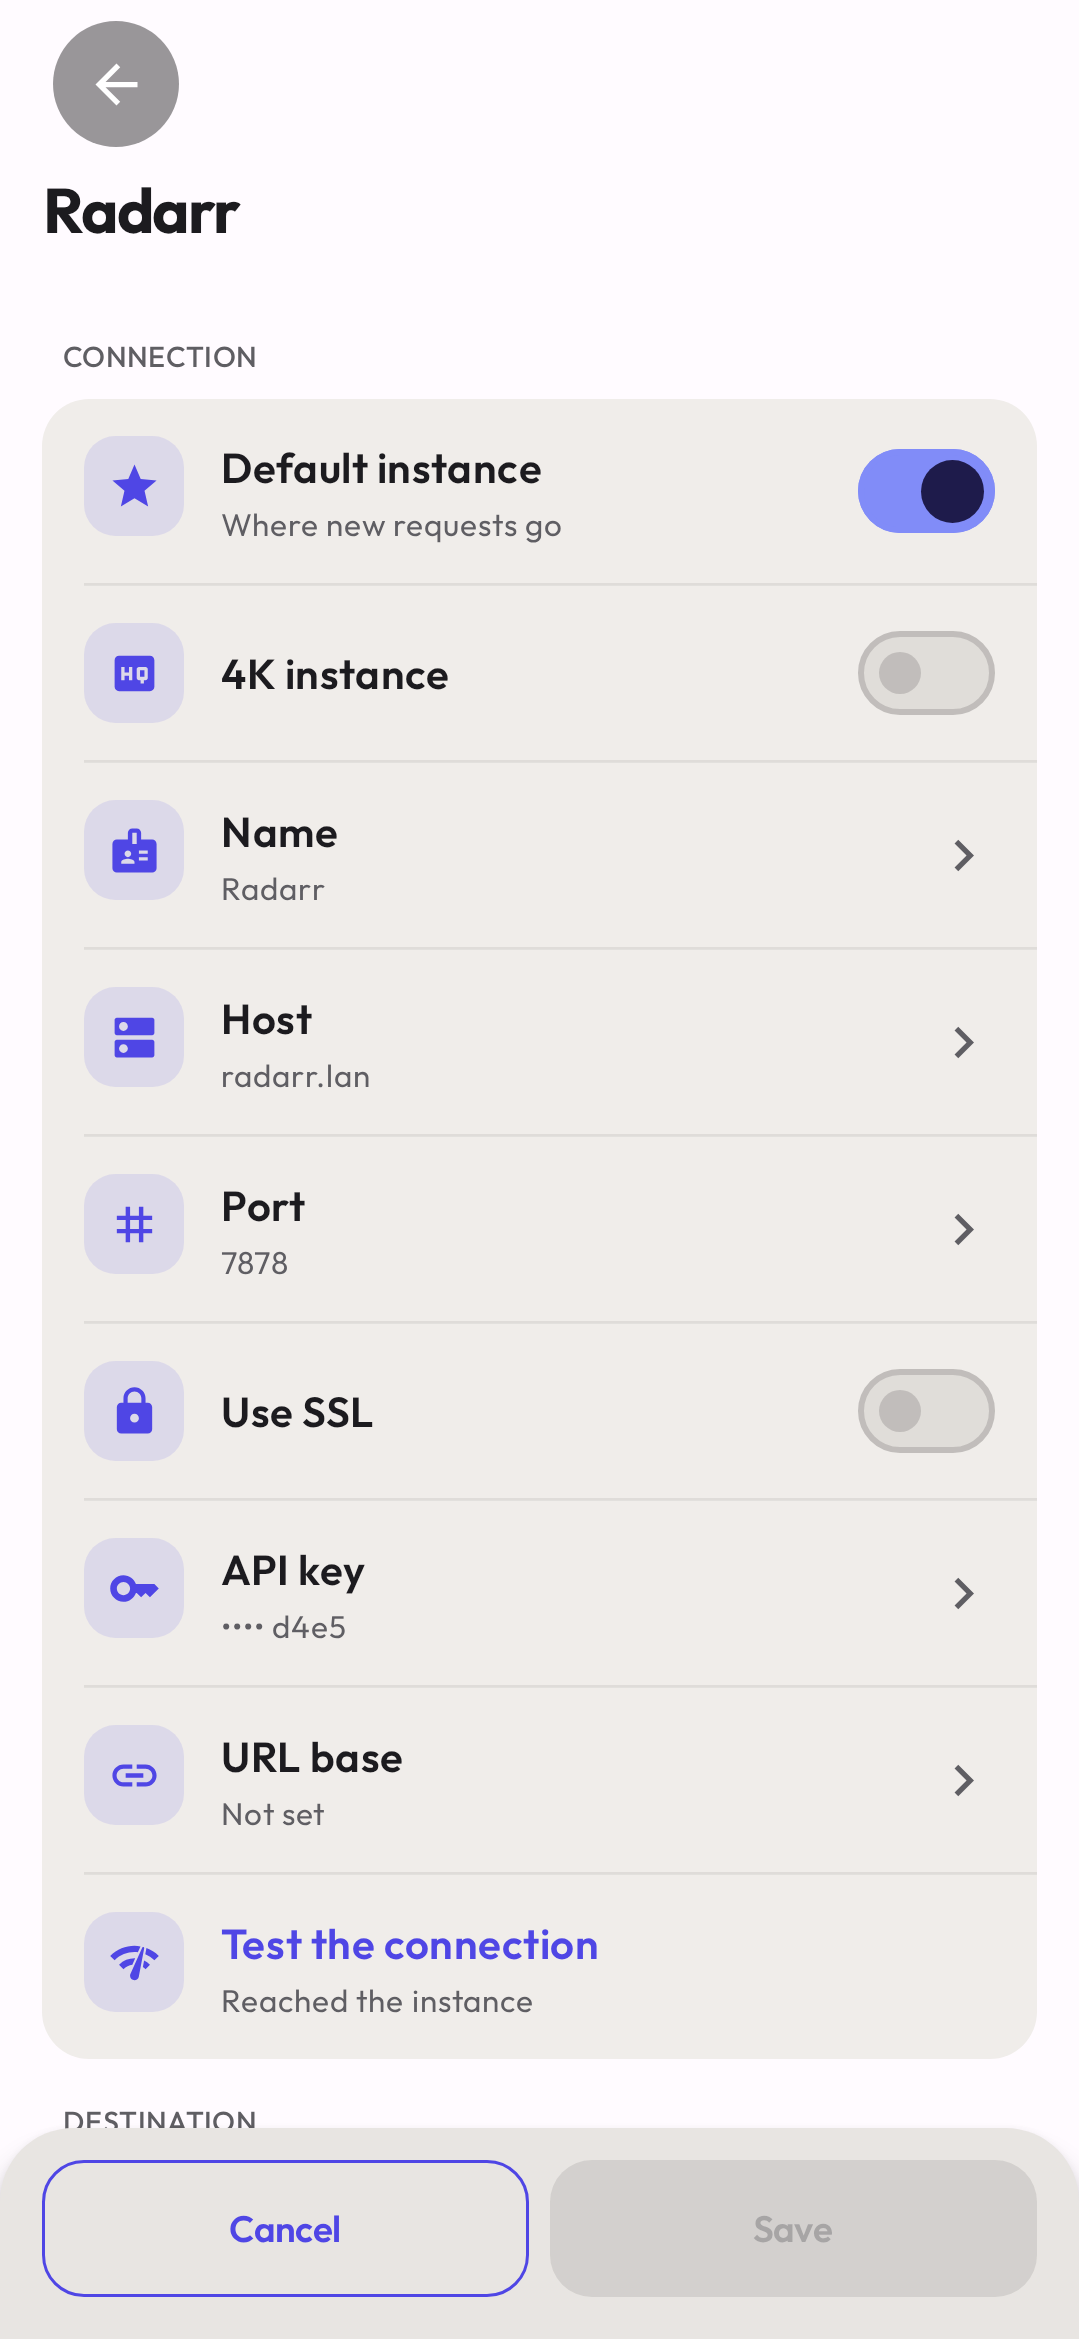 Radarr
CONNECTION
Default instance
Where new requests go
HQ
4K instance
Name
Radarr
Host
radarr.lan
Port
7878
Use SSL
API key
•••• d4e5
URL base
Not set
Test the connection
Reached the instance
DESTINATION
Cancel
Save